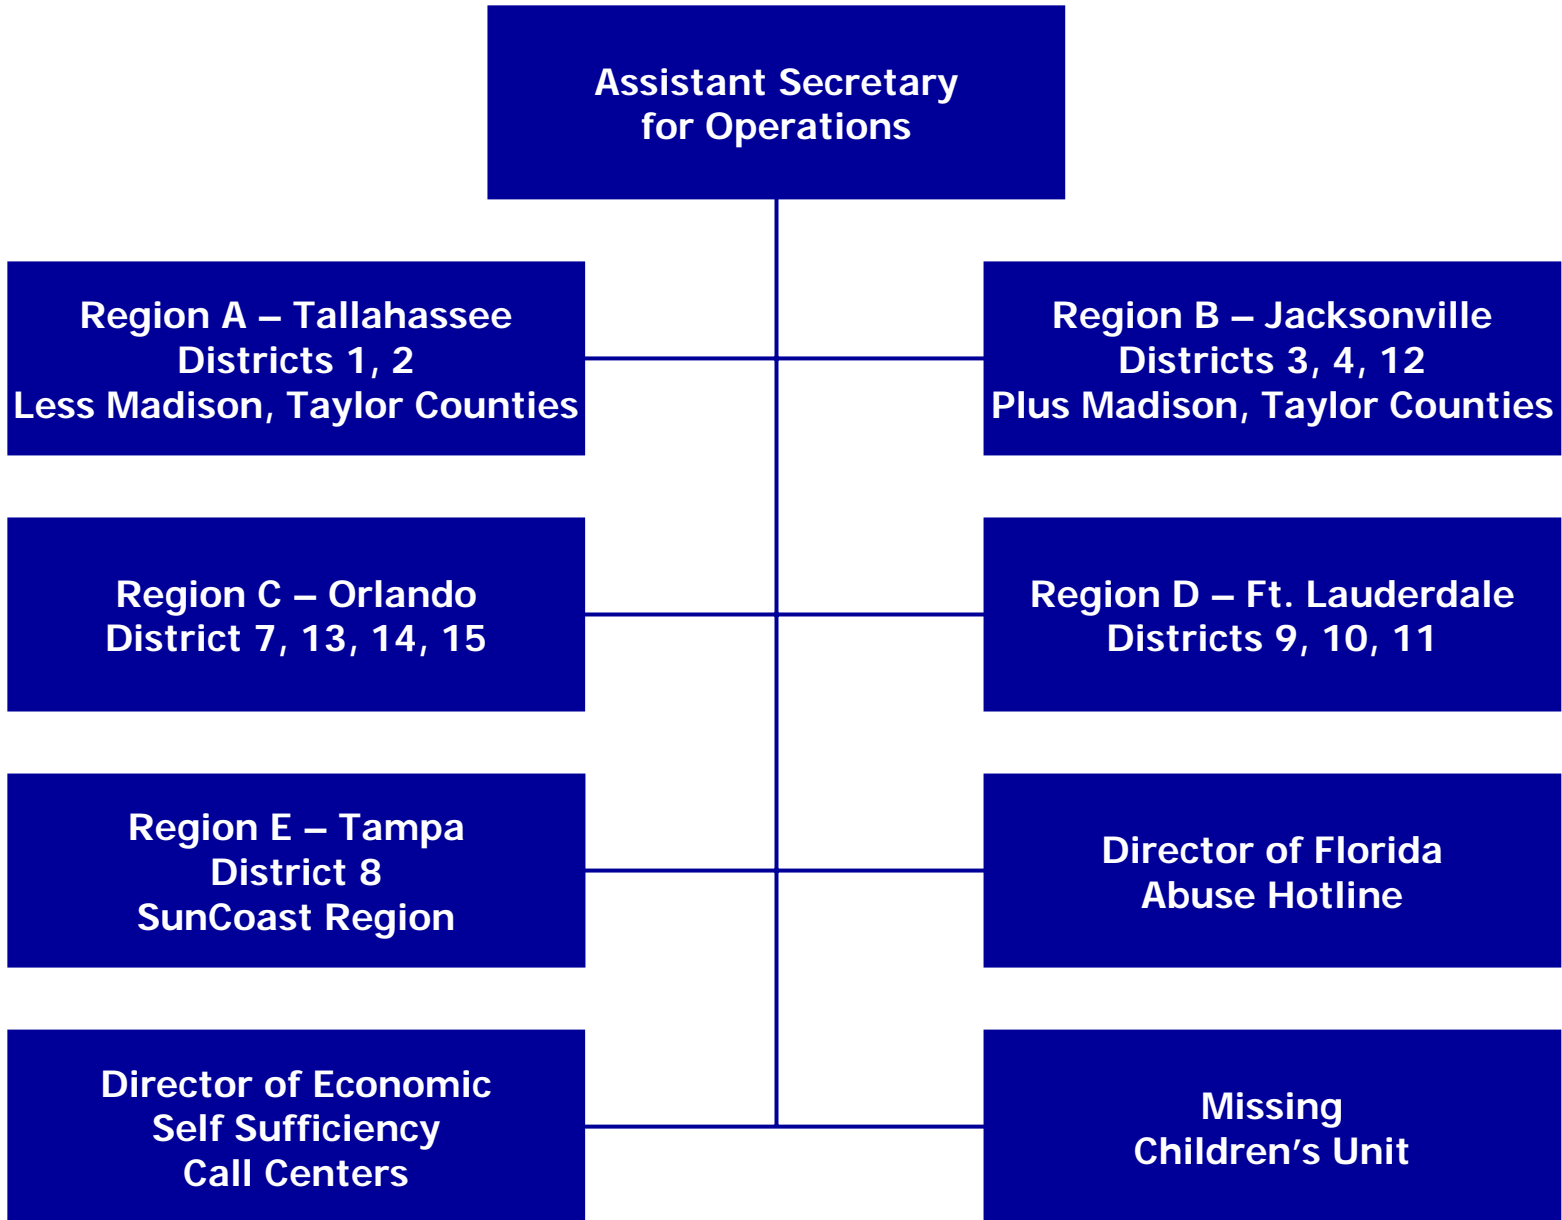 Assistant Secretary
for Operations
Region A – Tallahassee
Districts 1, 2
Less Madison, Taylor Counties
Region B – Jacksonville
Districts 3, 4, 12
Plus Madison, Taylor Counties
Region C – Orlando
District 7, 13, 14, 15
Region D – Ft. Lauderdale
Districts 9, 10, 11
Region E – Tampa
District 8
SunCoast Region
Director of Florida
Abuse Hotline
Director of Economic
Self Sufficiency
Call Centers
Missing
Children’s Unit